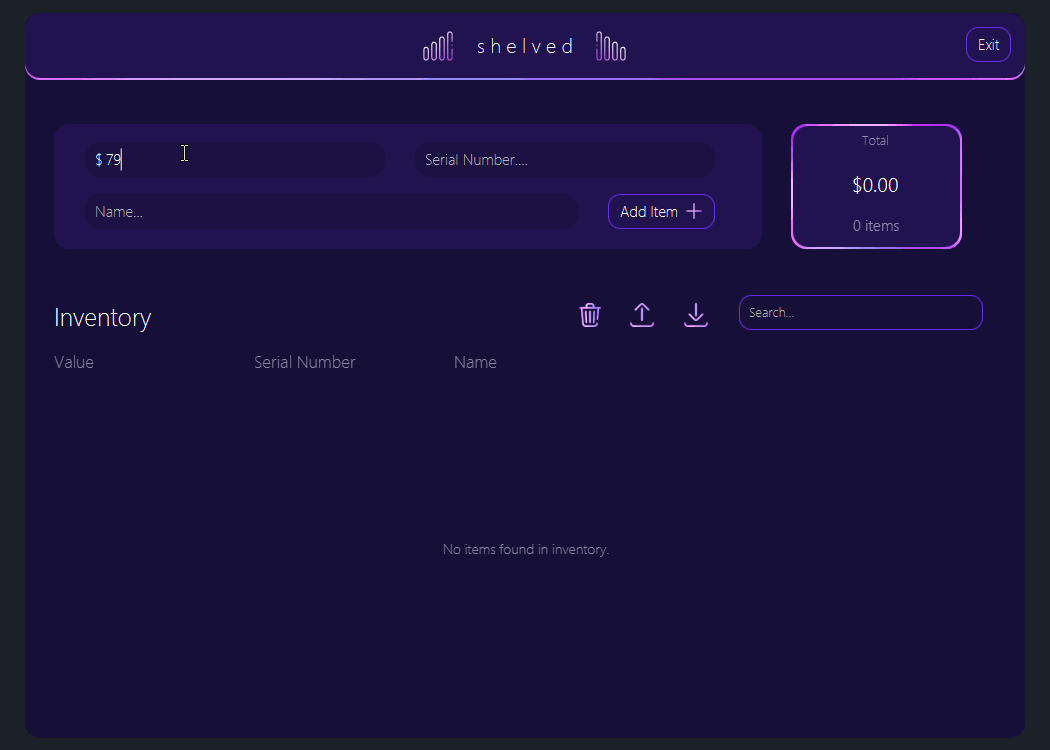 shelved
Exit
$ 79
Serial Number....
Name...
Add Item
Total
$0.00
0 items
Inventory
Search...
Value Serial Number Name
No items found in inventory.